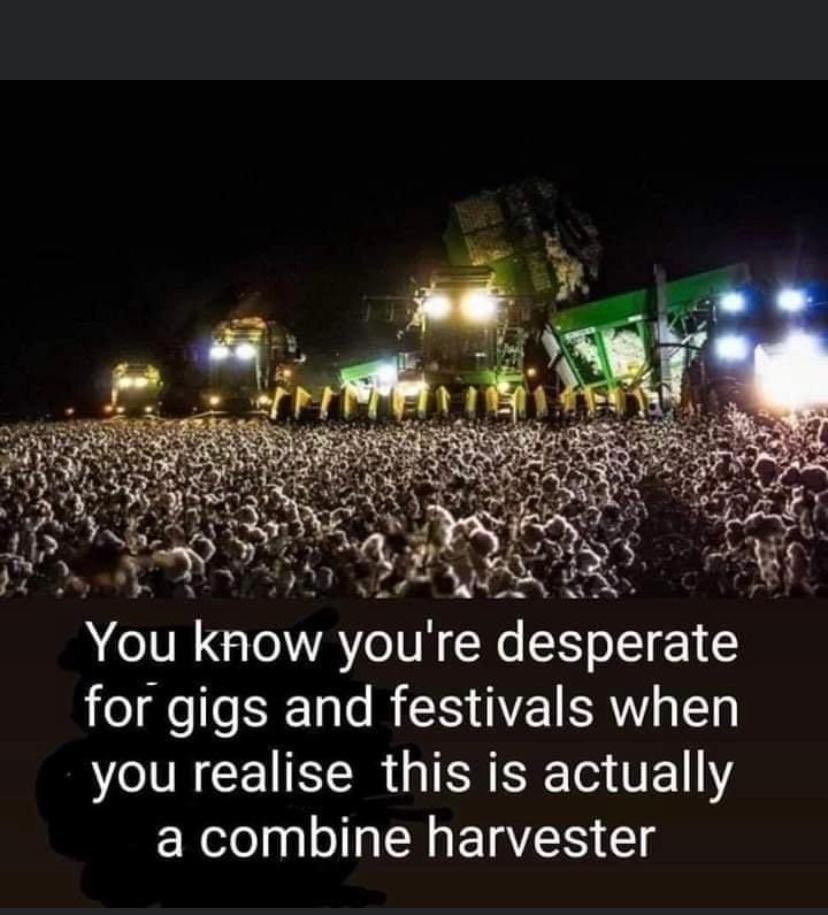 You know you're desperate
for gigs and festivals when
you realise  this is actually
a combine harvester